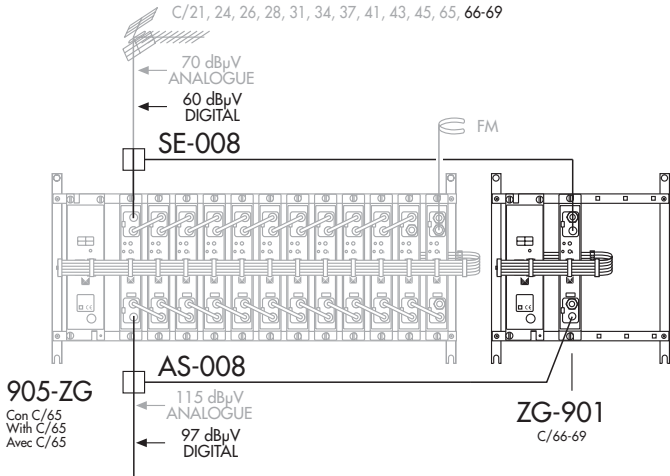 C/21, 24, 26, 28, 31, 34, 37, 41, 43, 45, 65, 66-69
70 dBµV
ANALOGUE
60 dBµV
DIGITAL
SE-008
FM
AS-008
905-ZG
Con C/65
With C/65
Avec C/65
115 dBµV
ANALOGUE
97 dBµV
DIGITAL
ZG-901
C/66-69